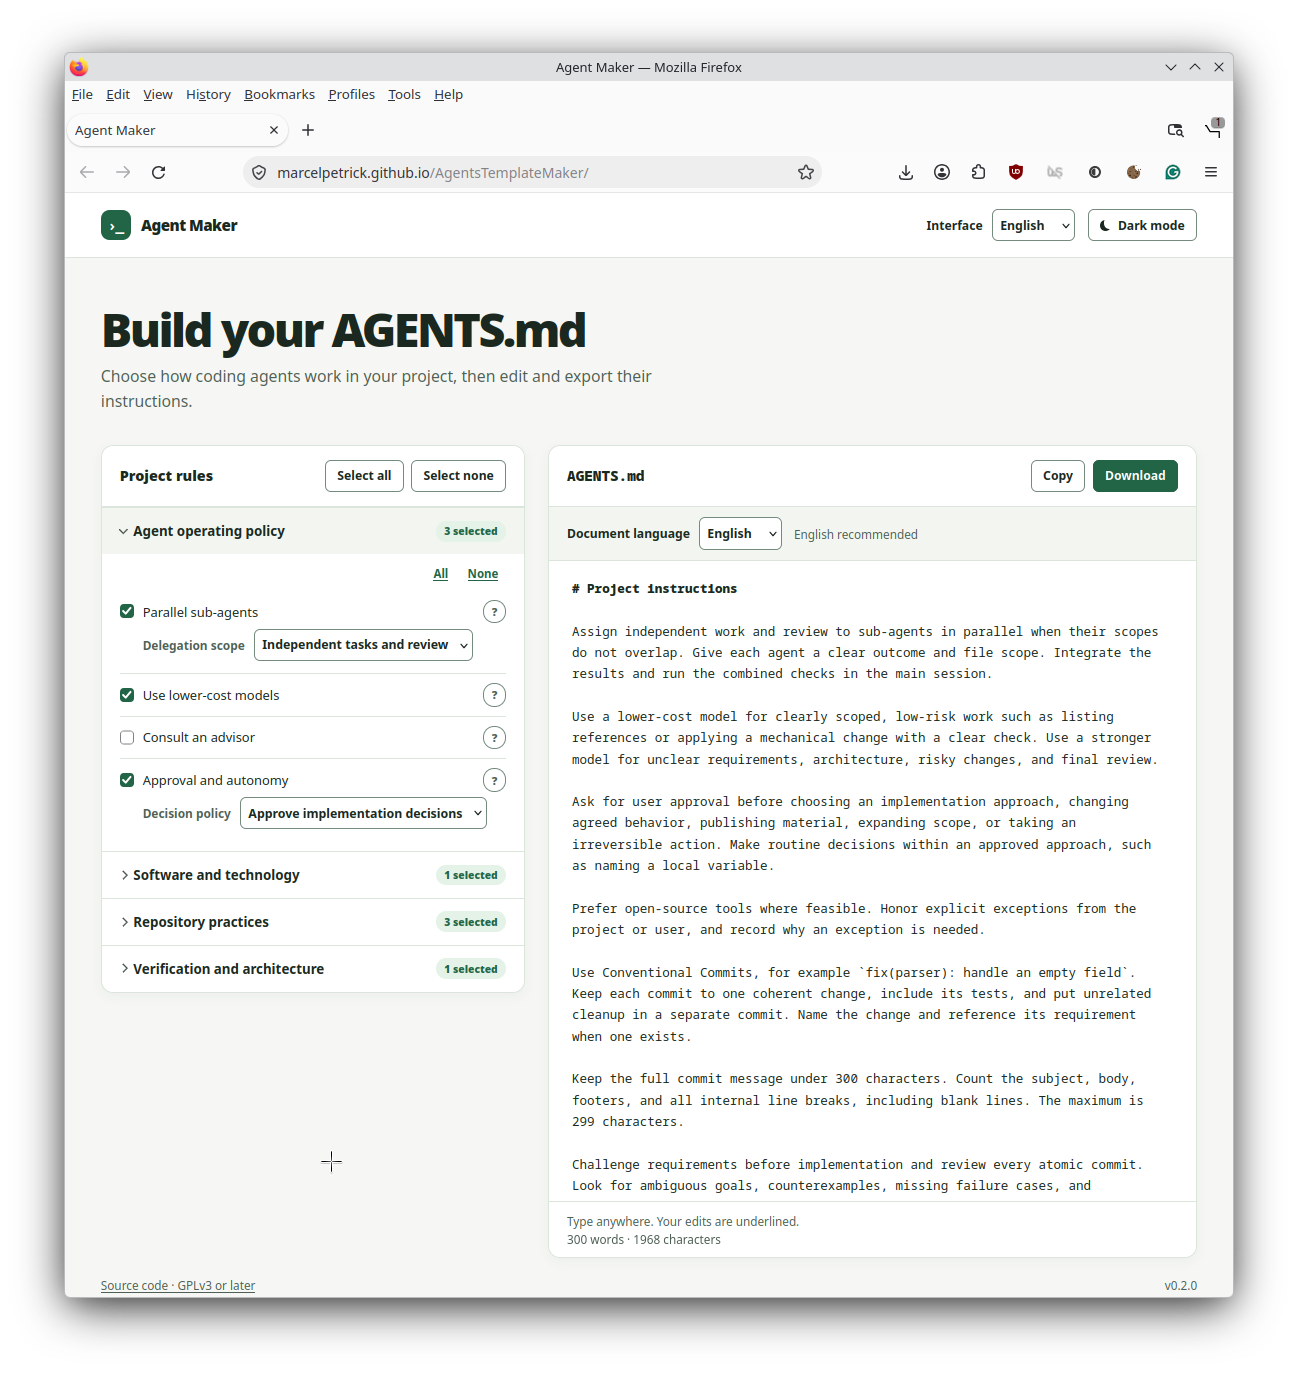 Agent Maker — Mozilla Firefox
File Edit View History Bookmarks Profiles Tools Help
Agent Maker
1
marcelpetrick.github.io/AgentsTemplateMaker/
›_ Agent Maker
Interface English Dark mode
Build your AGENTS.md
Choose how coding agents work in your project, then edit and export their
instructions.
Project rules Select all Select none
Agent operating policy 3 selected
All None
Parallel sub-agents ?
Delegation scope Independent tasks and review
Use lower-cost models ?
Consult an advisor ?
Approval and autonomy ?
Decision policy Approve implementation decisions
Software and technology 1 selected
Repository practices 3 selected
Verification and architecture 1 selected
AGENTS.md Copy Download
Document language English English recommended
# Project instructions
Assign independent work and review to sub-agents in parallel when their scopes
do not overlap. Give each agent a clear outcome and file scope. Integrate the
results and run the combined checks in the main session.
Use a lower-cost model for clearly scoped, low-risk work such as listing
references or applying a mechanical change with a clear check. Use a stronger
model for unclear requirements, architecture, risky changes, and final review.
Ask for user approval before choosing an implementation approach, changing
agreed behavior, publishing material, expanding scope, or taking an
irreversible action. Make routine decisions within an approved approach, such
as naming a local variable.
Prefer open-source tools where feasible. Honor explicit exceptions from the
project or user, and record why an exception is needed.
Use Conventional Commits, for example `fix(parser): handle an empty field`.
Keep each commit to one coherent change, include its tests, and put unrelated
cleanup in a separate commit. Name the change and reference its requirement
when one exists.
Keep the full commit message under 300 characters. Count the subject, body,
footers, and all internal line breaks, including blank lines. The maximum is
299 characters.
Challenge requirements before implementation and review every atomic commit.
Look for ambiguous goals, counterexamples, missing failure cases, and
Type anywhere. Your edits are underlined.
300 words · 1968 characters
Source code · GPLv3 or later
v0.2.0